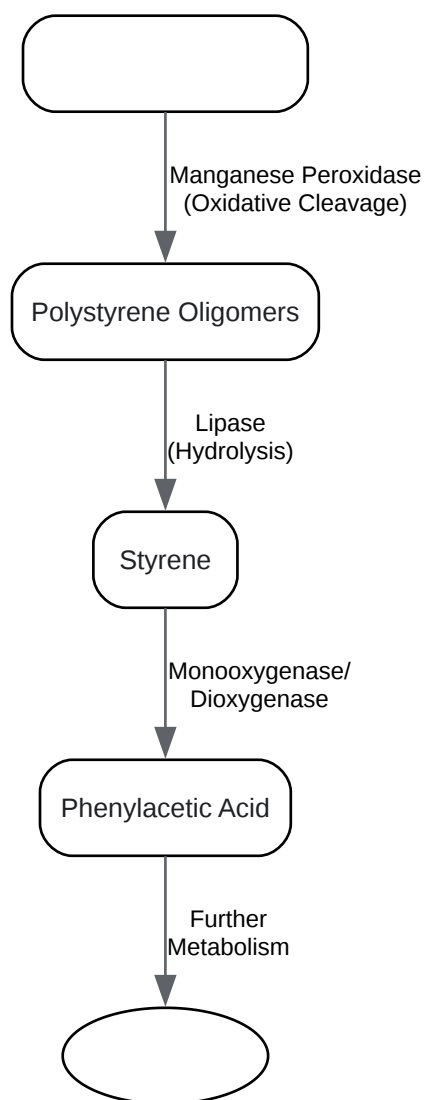 Manganese Peroxidase
(Oxidative Cleavage)
Polystyrene Oligomers
Lipase
(Hydrolysis)
Styrene
Monooxygenase/
Dioxygenase
Phenylacetic Acid
Further
Metabolism